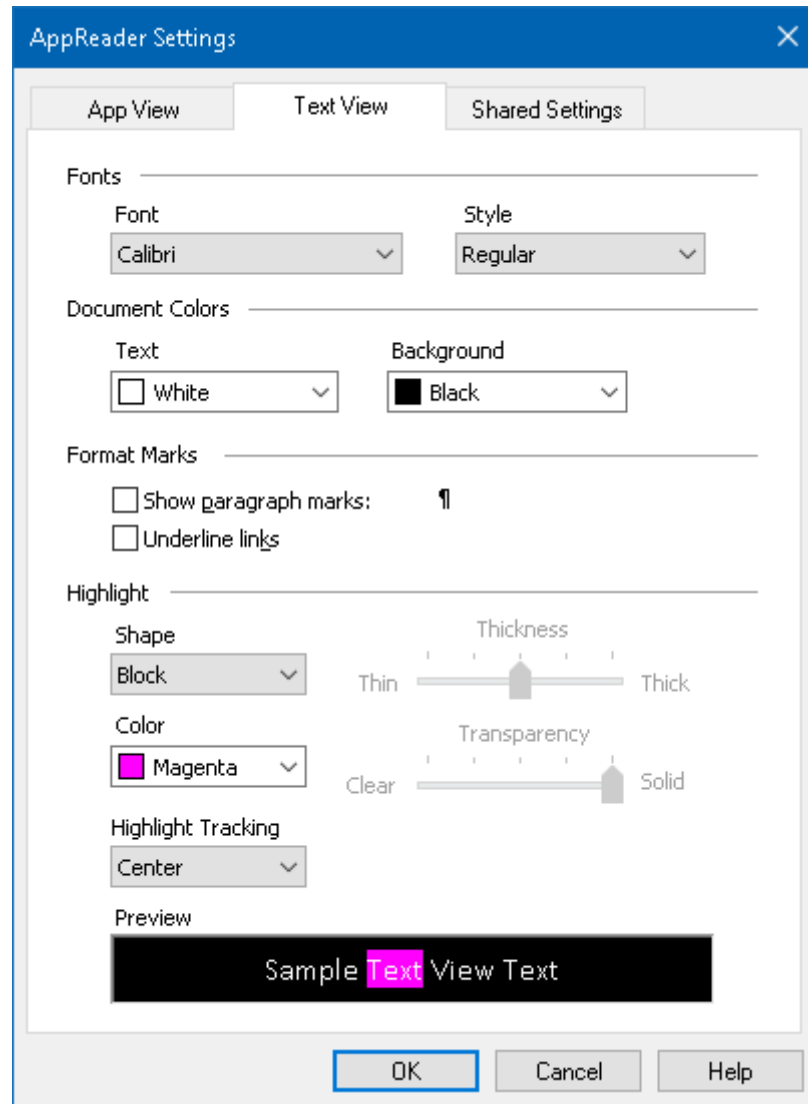 AppReader Settings
App View Text View Shared Settings
Fonts
Font Style
Calibri Regular
Document Colors
Text Background
White Black
Format Marks
Show paragraph marks: ¶
Underline links
Highlight
Shape Thickness
Block Thin Thick
Color Transparency
Magenta Clear Solid
Highlight Tracking
Center
Preview
Sample Text View Text
OK Cancel Help